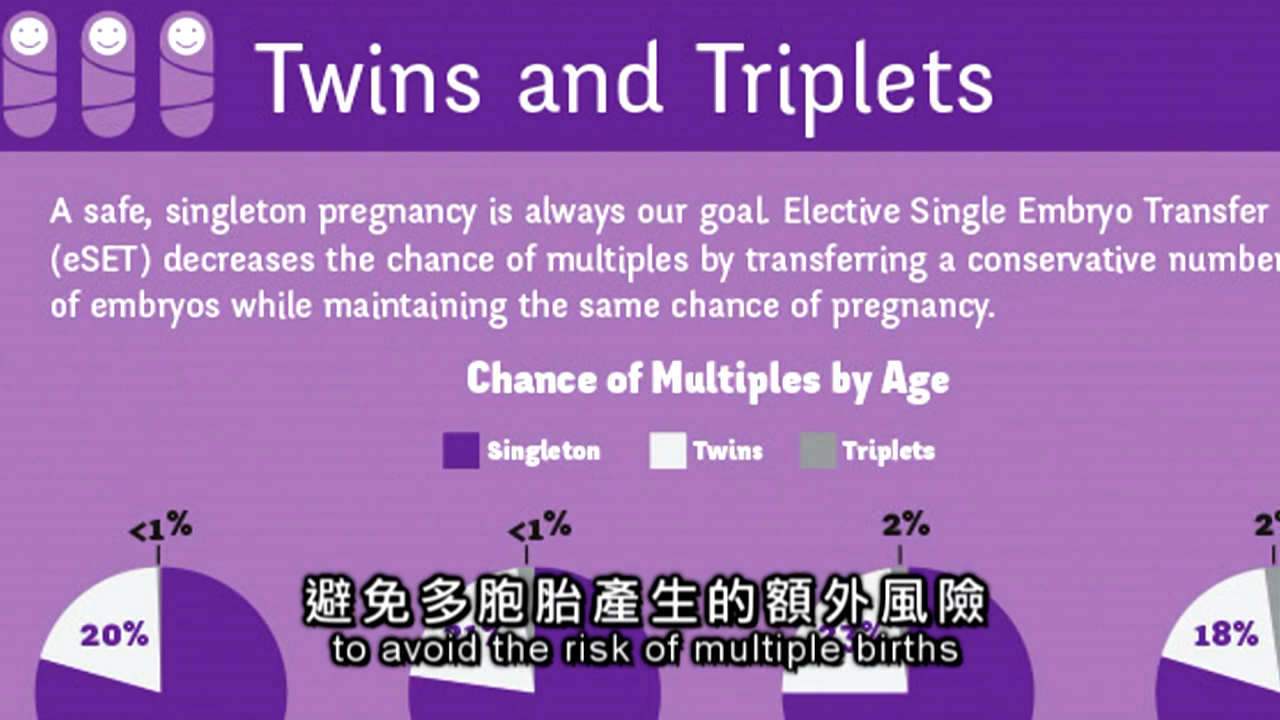 Twins and Triplets
A safe, singleton pregnancy is always our goal. Elective Single Embryo Transfer
(eSET) decreases the chance of multiples by transferring a conservative number
of embryos while maintaining the same chance of pregnancy.
Chance of Multiples by Age
Singleton Twins Triplets
<1% <1% 2%
20% 23% 18%
避免多胞胎產生的額外風險
to avoid the risk of multiple births